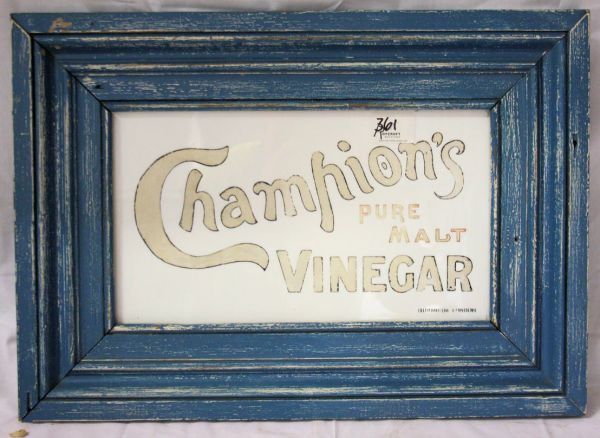 361
Champion's
PURE
MALT
VINEGAR